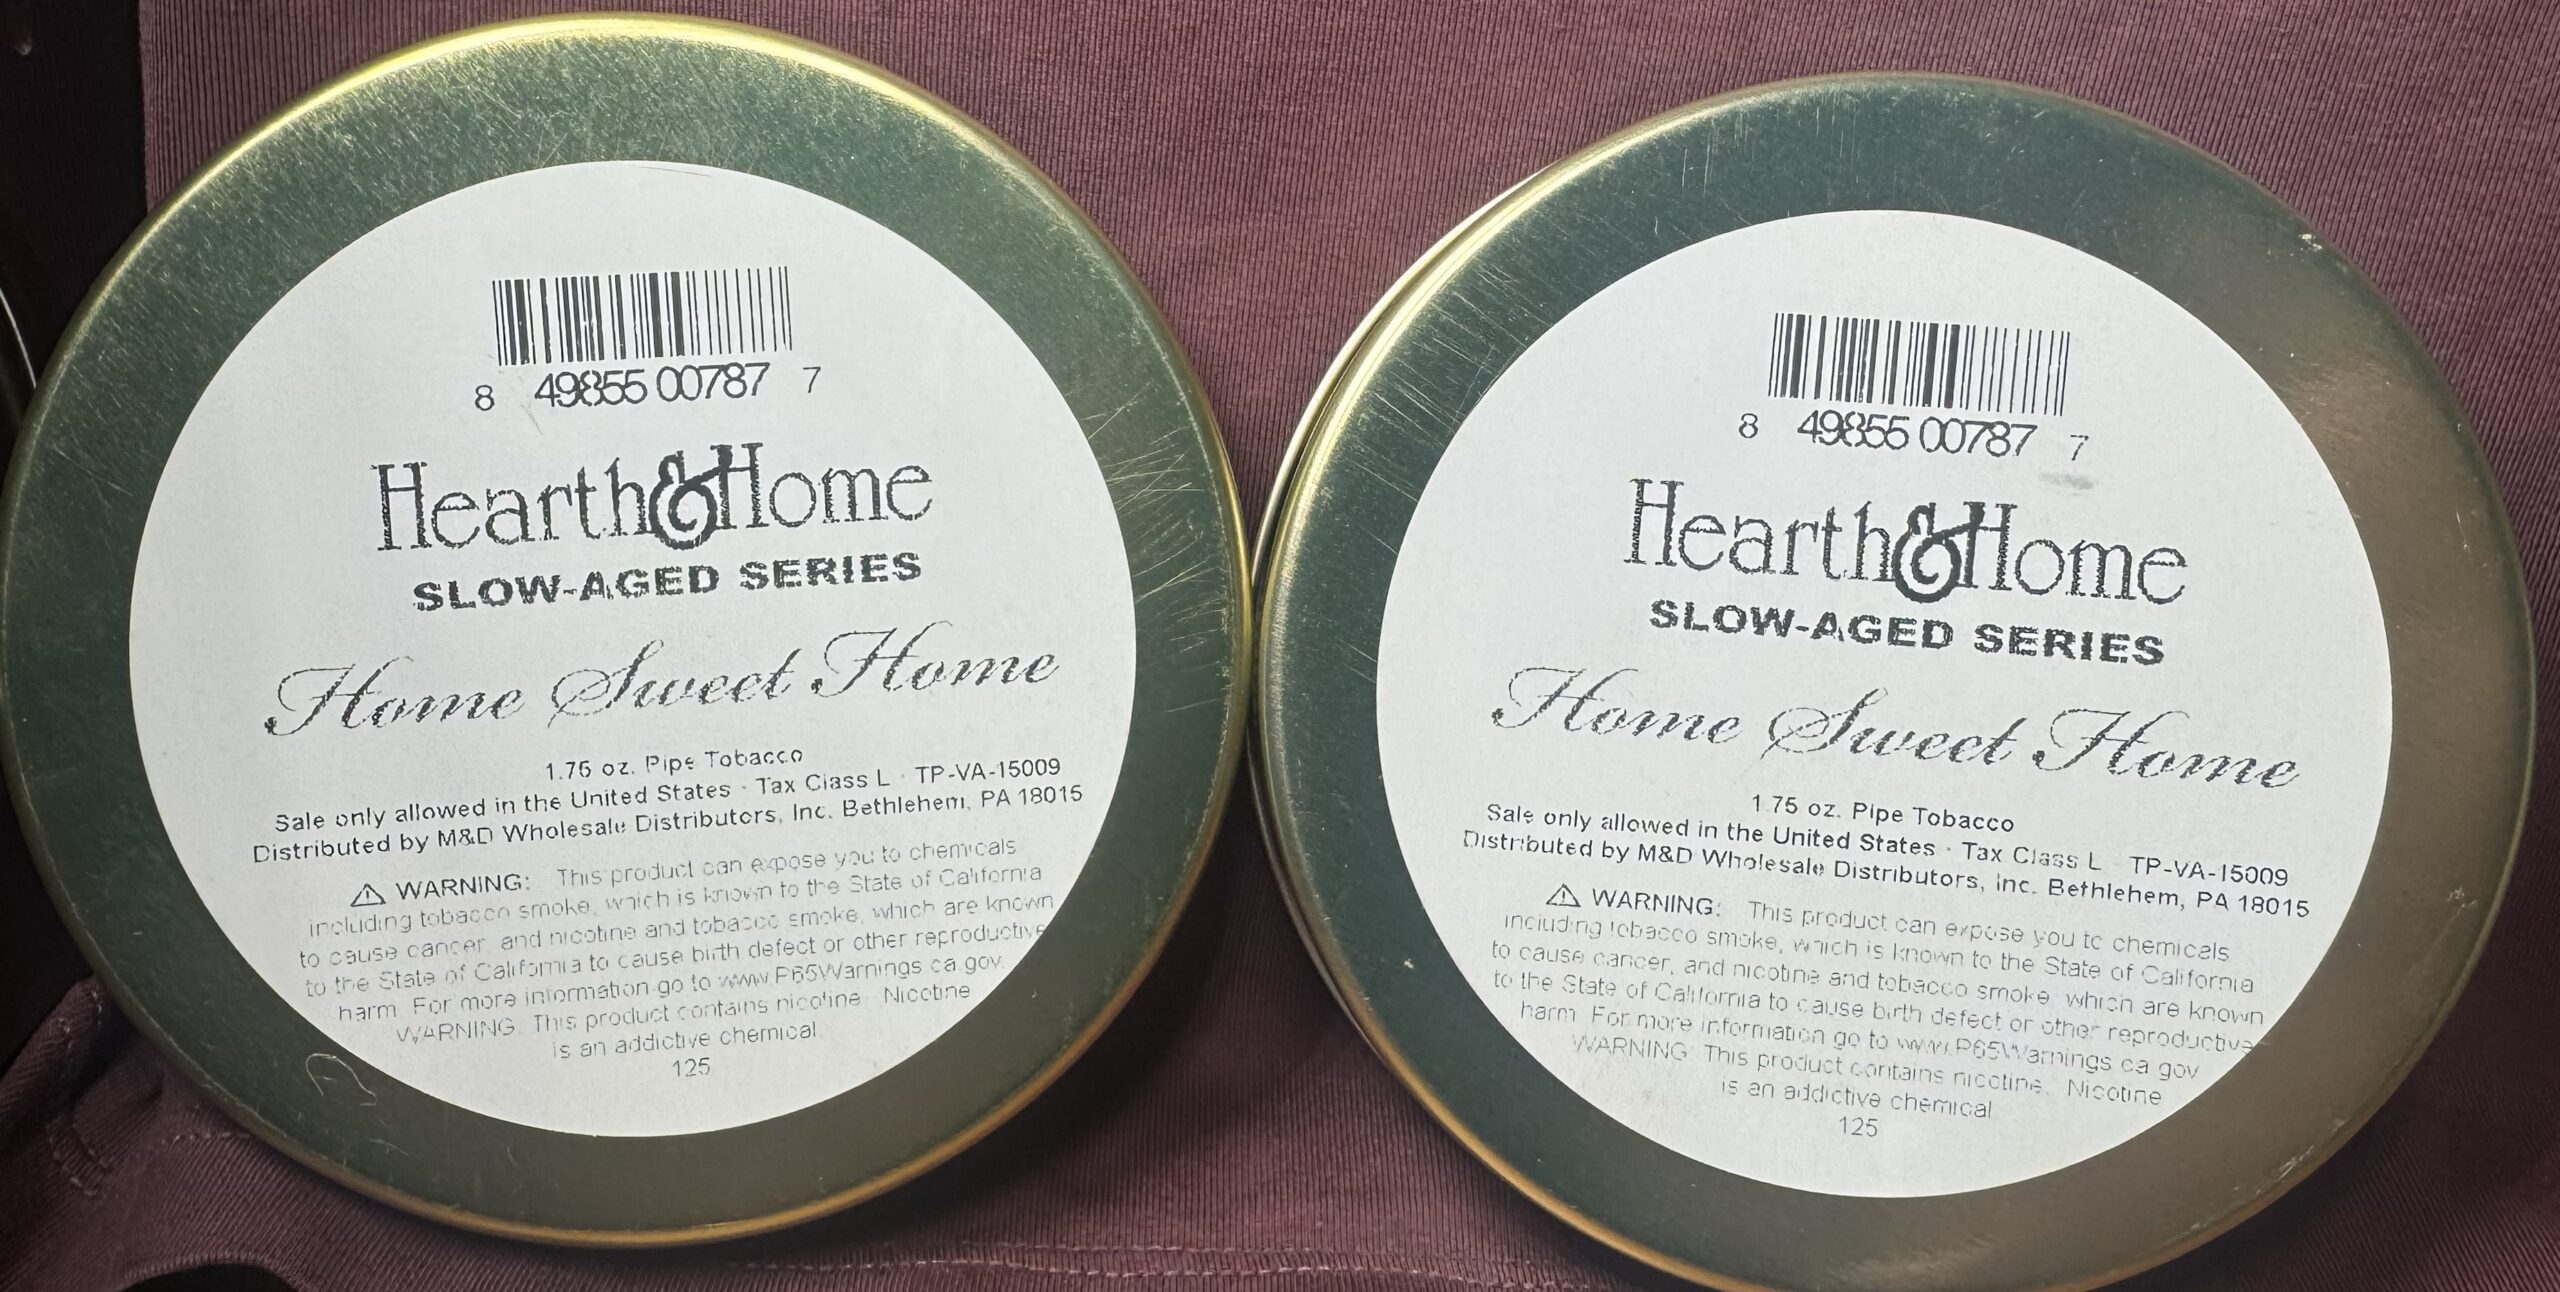 8 49855 00787 7
Hearth & Home
SLOW-AGED SERIES
Home Sweet Home
1.75 oz. Pipe Tobacco
Sale only allowed in the United States · Tax Class L · TP-VA-15009
Distributed by M&D Wholesale Distributors, Inc. Bethlehem, PA 18015
⚠ WARNING: This product can expose you to chemicals
including tobacco smoke, which is known to the State of California
to cause cancer, and nicotine and tobacco smoke, which are known
to the State of California to cause birth defect or other reproductive
harm. For more information go to www.P65Warnings.ca.gov.
WARNING: This product contains nicotine. Nicotine
is an addictive chemical
125
8 49855 00787 7
Hearth & Home
SLOW-AGED SERIES
Home Sweet Home
1.75 oz. Pipe Tobacco
Sale only allowed in the United States · Tax Class L · TP-VA-15009
Distributed by M&D Wholesale Distributors, Inc. Bethlehem, PA 18015
⚠ WARNING: This product can expose you to chemicals
including tobacco smoke, which is known to the State of California
to cause cancer, and nicotine and tobacco smoke, which are known
to the State of California to cause birth defect or other reproductive
harm. For more information go to www.P65Warnings.ca.gov
WARNING: This product contains nicotine. Nicotine
is an addictive chemical
125